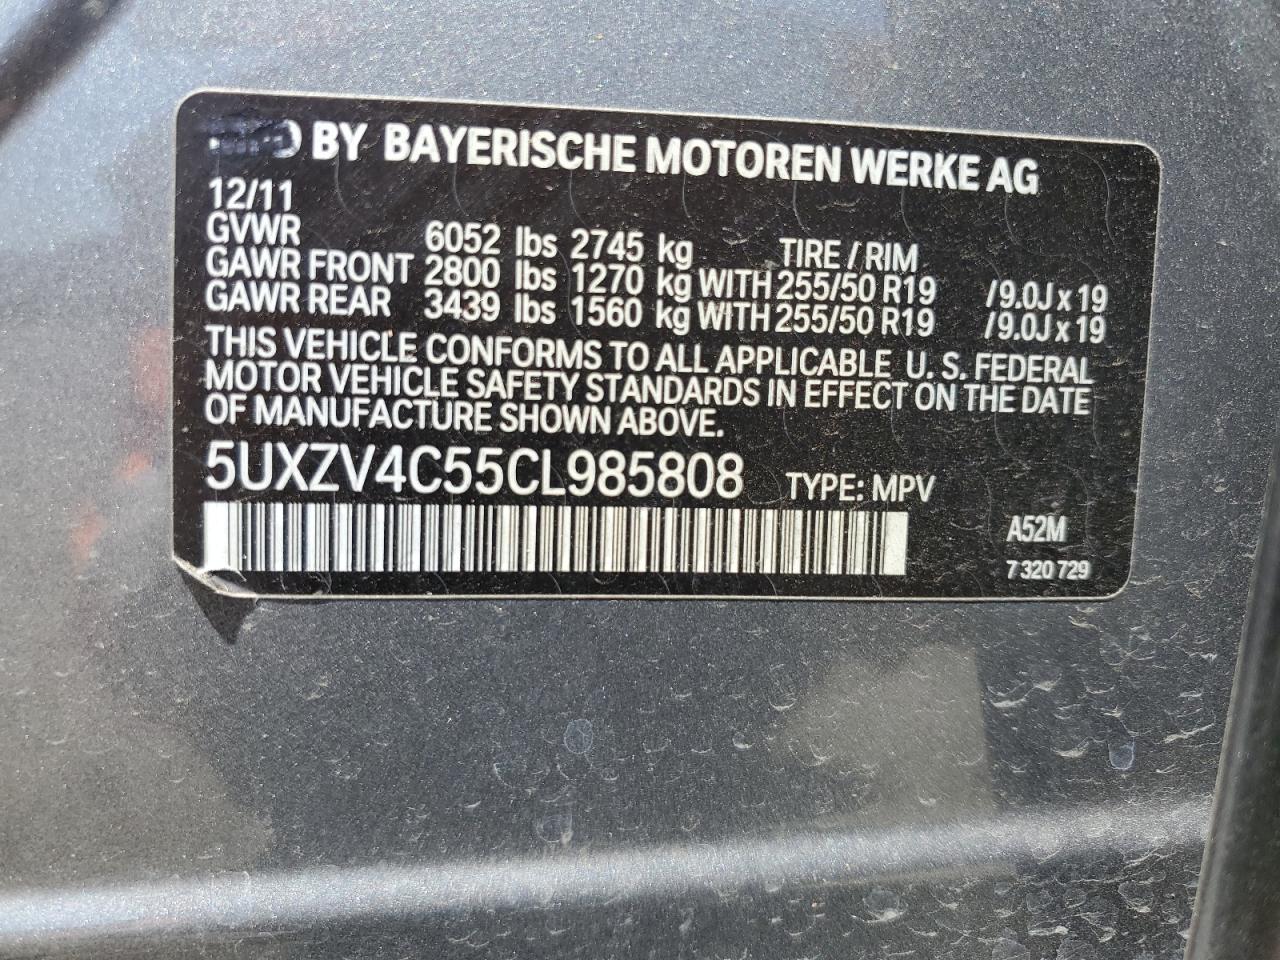 BY BAYERISCHE MOTOREN WERKE AG
12/11
GVWR 6052 lbs 2745 kg TIRE / RIM
GAWR FRONT 2800 lbs 1270 kg WITH 255/50 R19 /9.0J x 19
GAWR REAR 3439 lbs 1560 kg WITH 255/50 R19 /9.0J x 19
THIS VEHICLE CONFORMS TO ALL APPLICABLE U. S. FEDERAL
MOTOR VEHICLE SAFETY STANDARDS IN EFFECT ON THE DATE
OF MANUFACTURE SHOWN ABOVE.
5UXZV4C55CL985808 TYPE: MPV
A52M
7 320 729